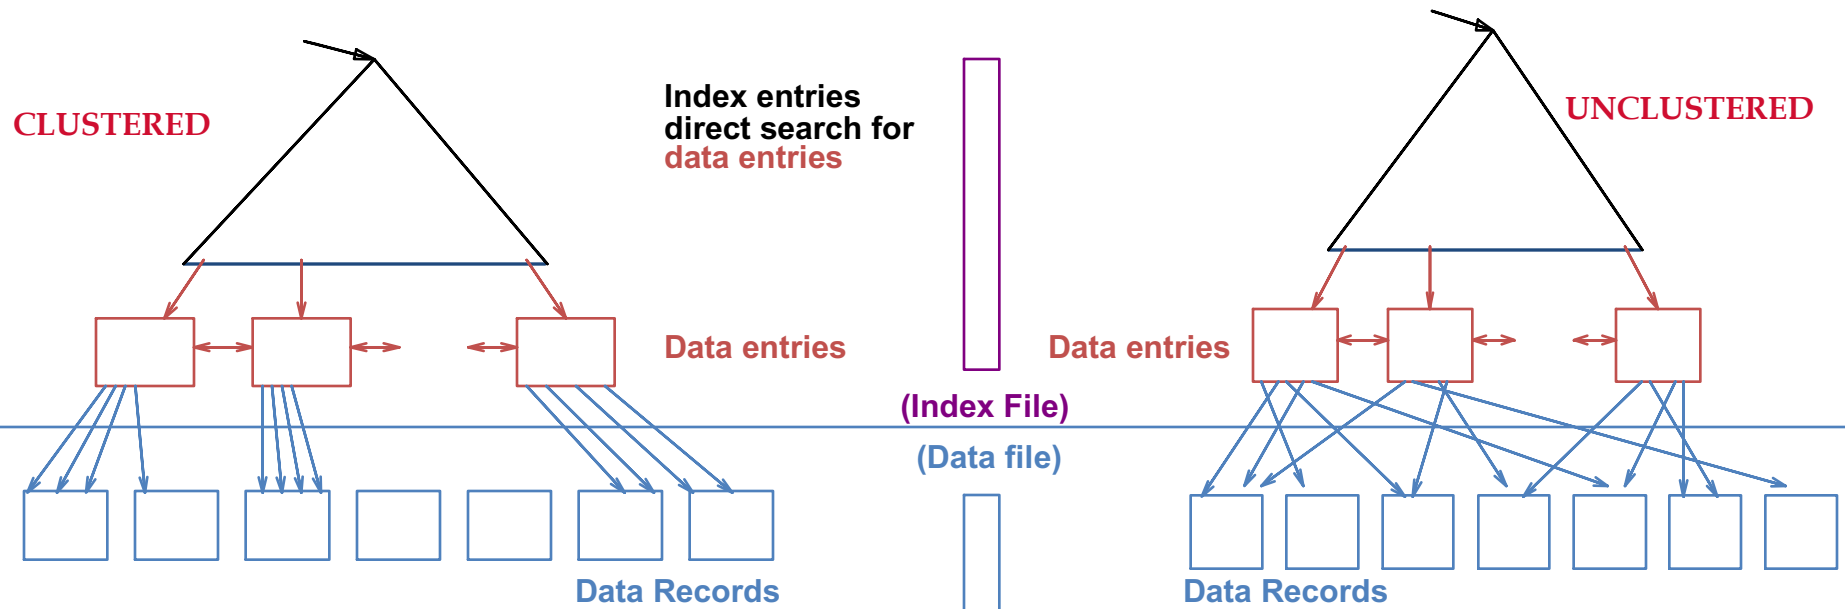 CLUSTERED
Index entries
direct search for
data entries
UNCLUSTERED
Data entries
Data entries
(Index File)
(Data file)
Data Records
Data Records